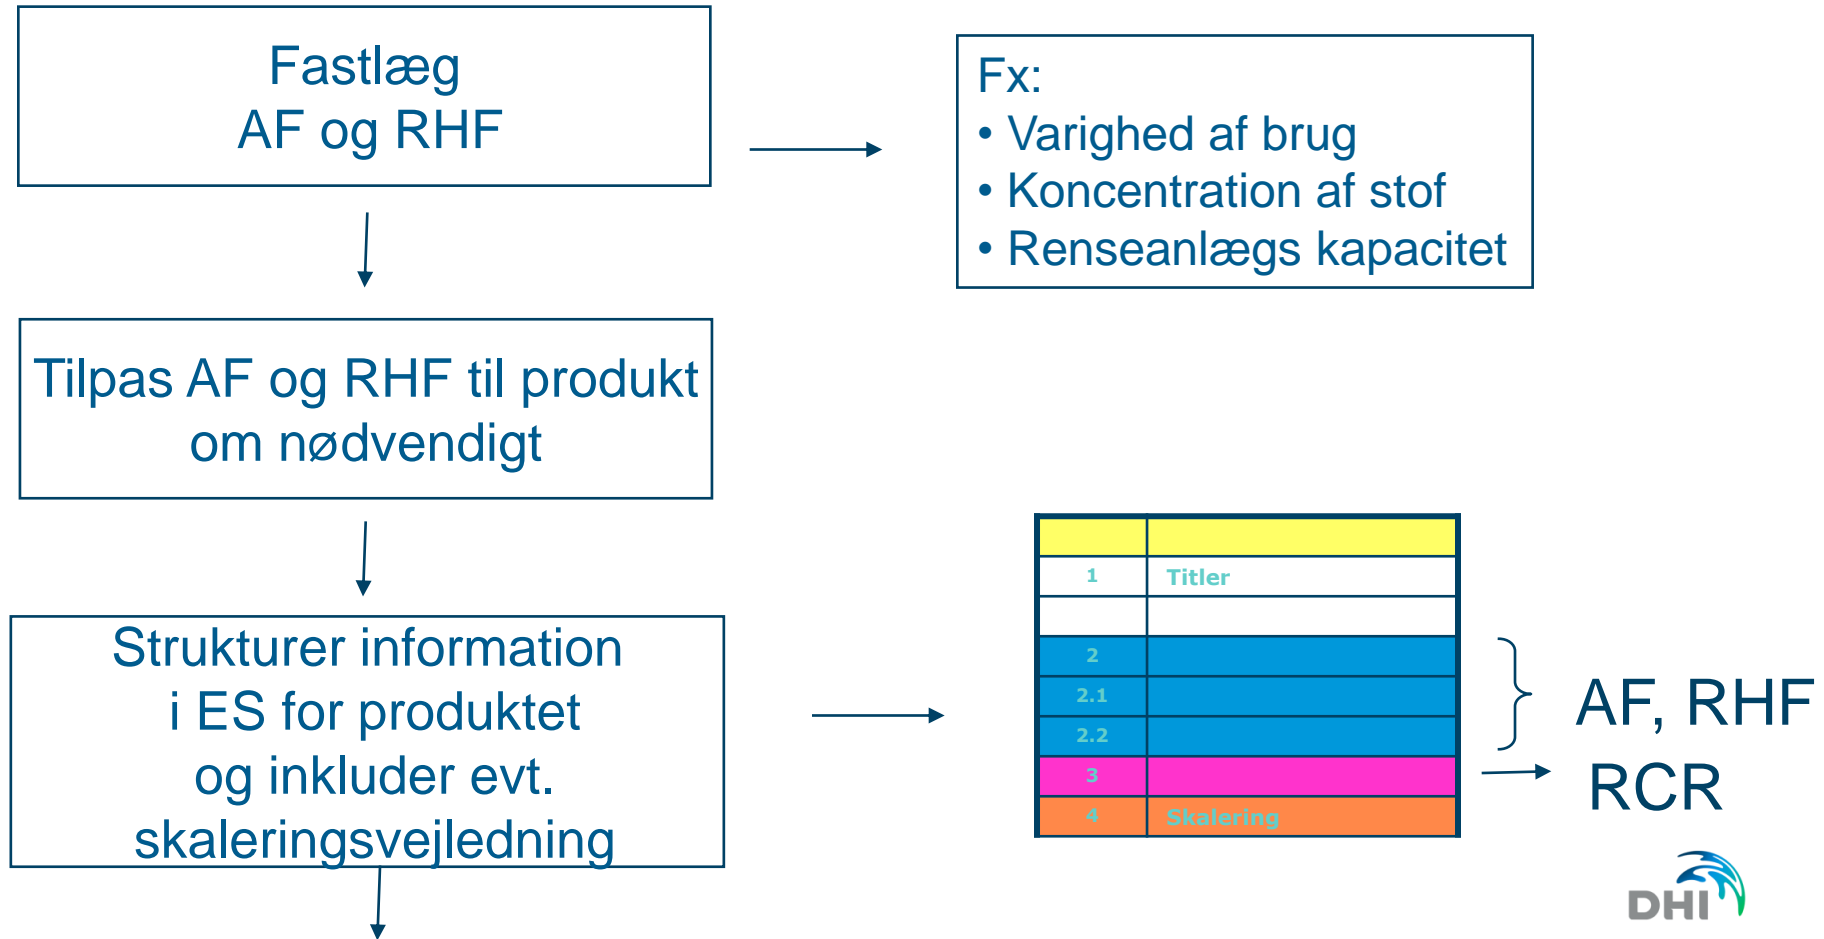 Fastlæg
AF og RHF
Fx:
• Varighed af brug
• Koncentration af stof
• Renseanlægs kapacitet
Tilpas AF og RHF til produkt
om nødvendigt
Strukturer information
i ES for produktet
og inkluder evt.
skaleringsvejledning
1 Titler
2
2.1
2.2
3
4 Skalering
AF, RHF
RCR
DHI